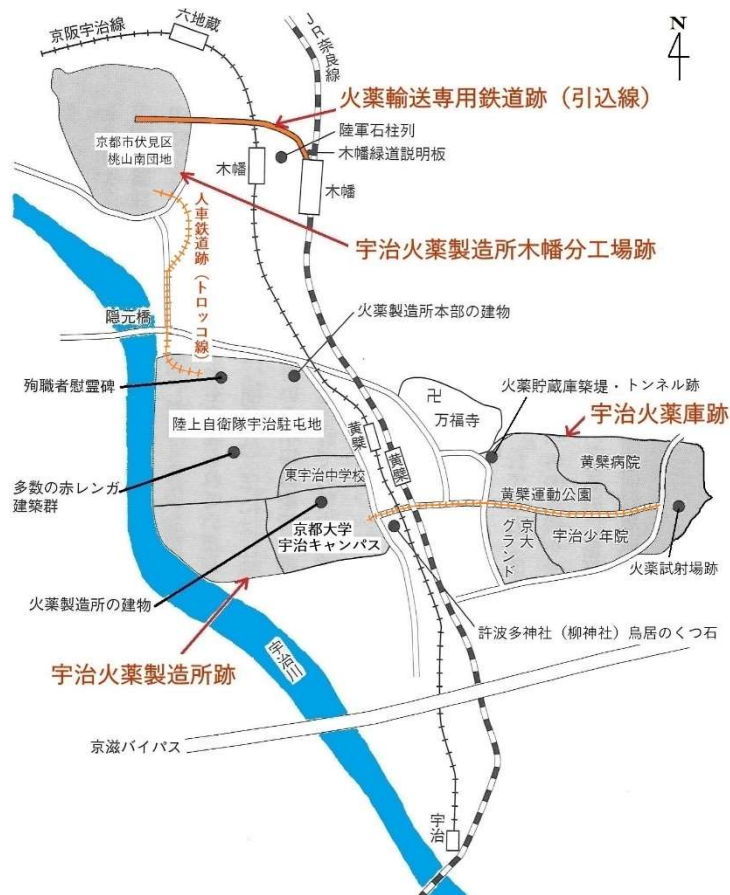 京阪宇治線
六地蔵
JR奈良線
N
火薬輸送専用鉄道跡（引込線）
陸軍石柱列
木幡緑道説明板
京都市伏見区
桃山南団地
木幡
木幡
人車鉄道跡（トロッコ線）
宇治火薬製造所木幡分工場跡
隠元橋
火薬製造所本部の建物
殉職者慰霊碑
陸上自衛隊宇治駐屯地
黄檗
黄檗
卍
万福寺
火薬貯蔵庫築堤・トンネル跡
宇治火薬庫跡
黄檗病院
多数の赤レンガ
建築群
東宇治中学校
黄檗運動公園
京都大学
宇治キャンパス
京大
グランド
宇治少年院
火薬試射場跡
火薬製造所の建物
許波多神社（柳神社）鳥居のくつ石
宇治火薬製造所跡
宇治川
京滋バイパス
宇治